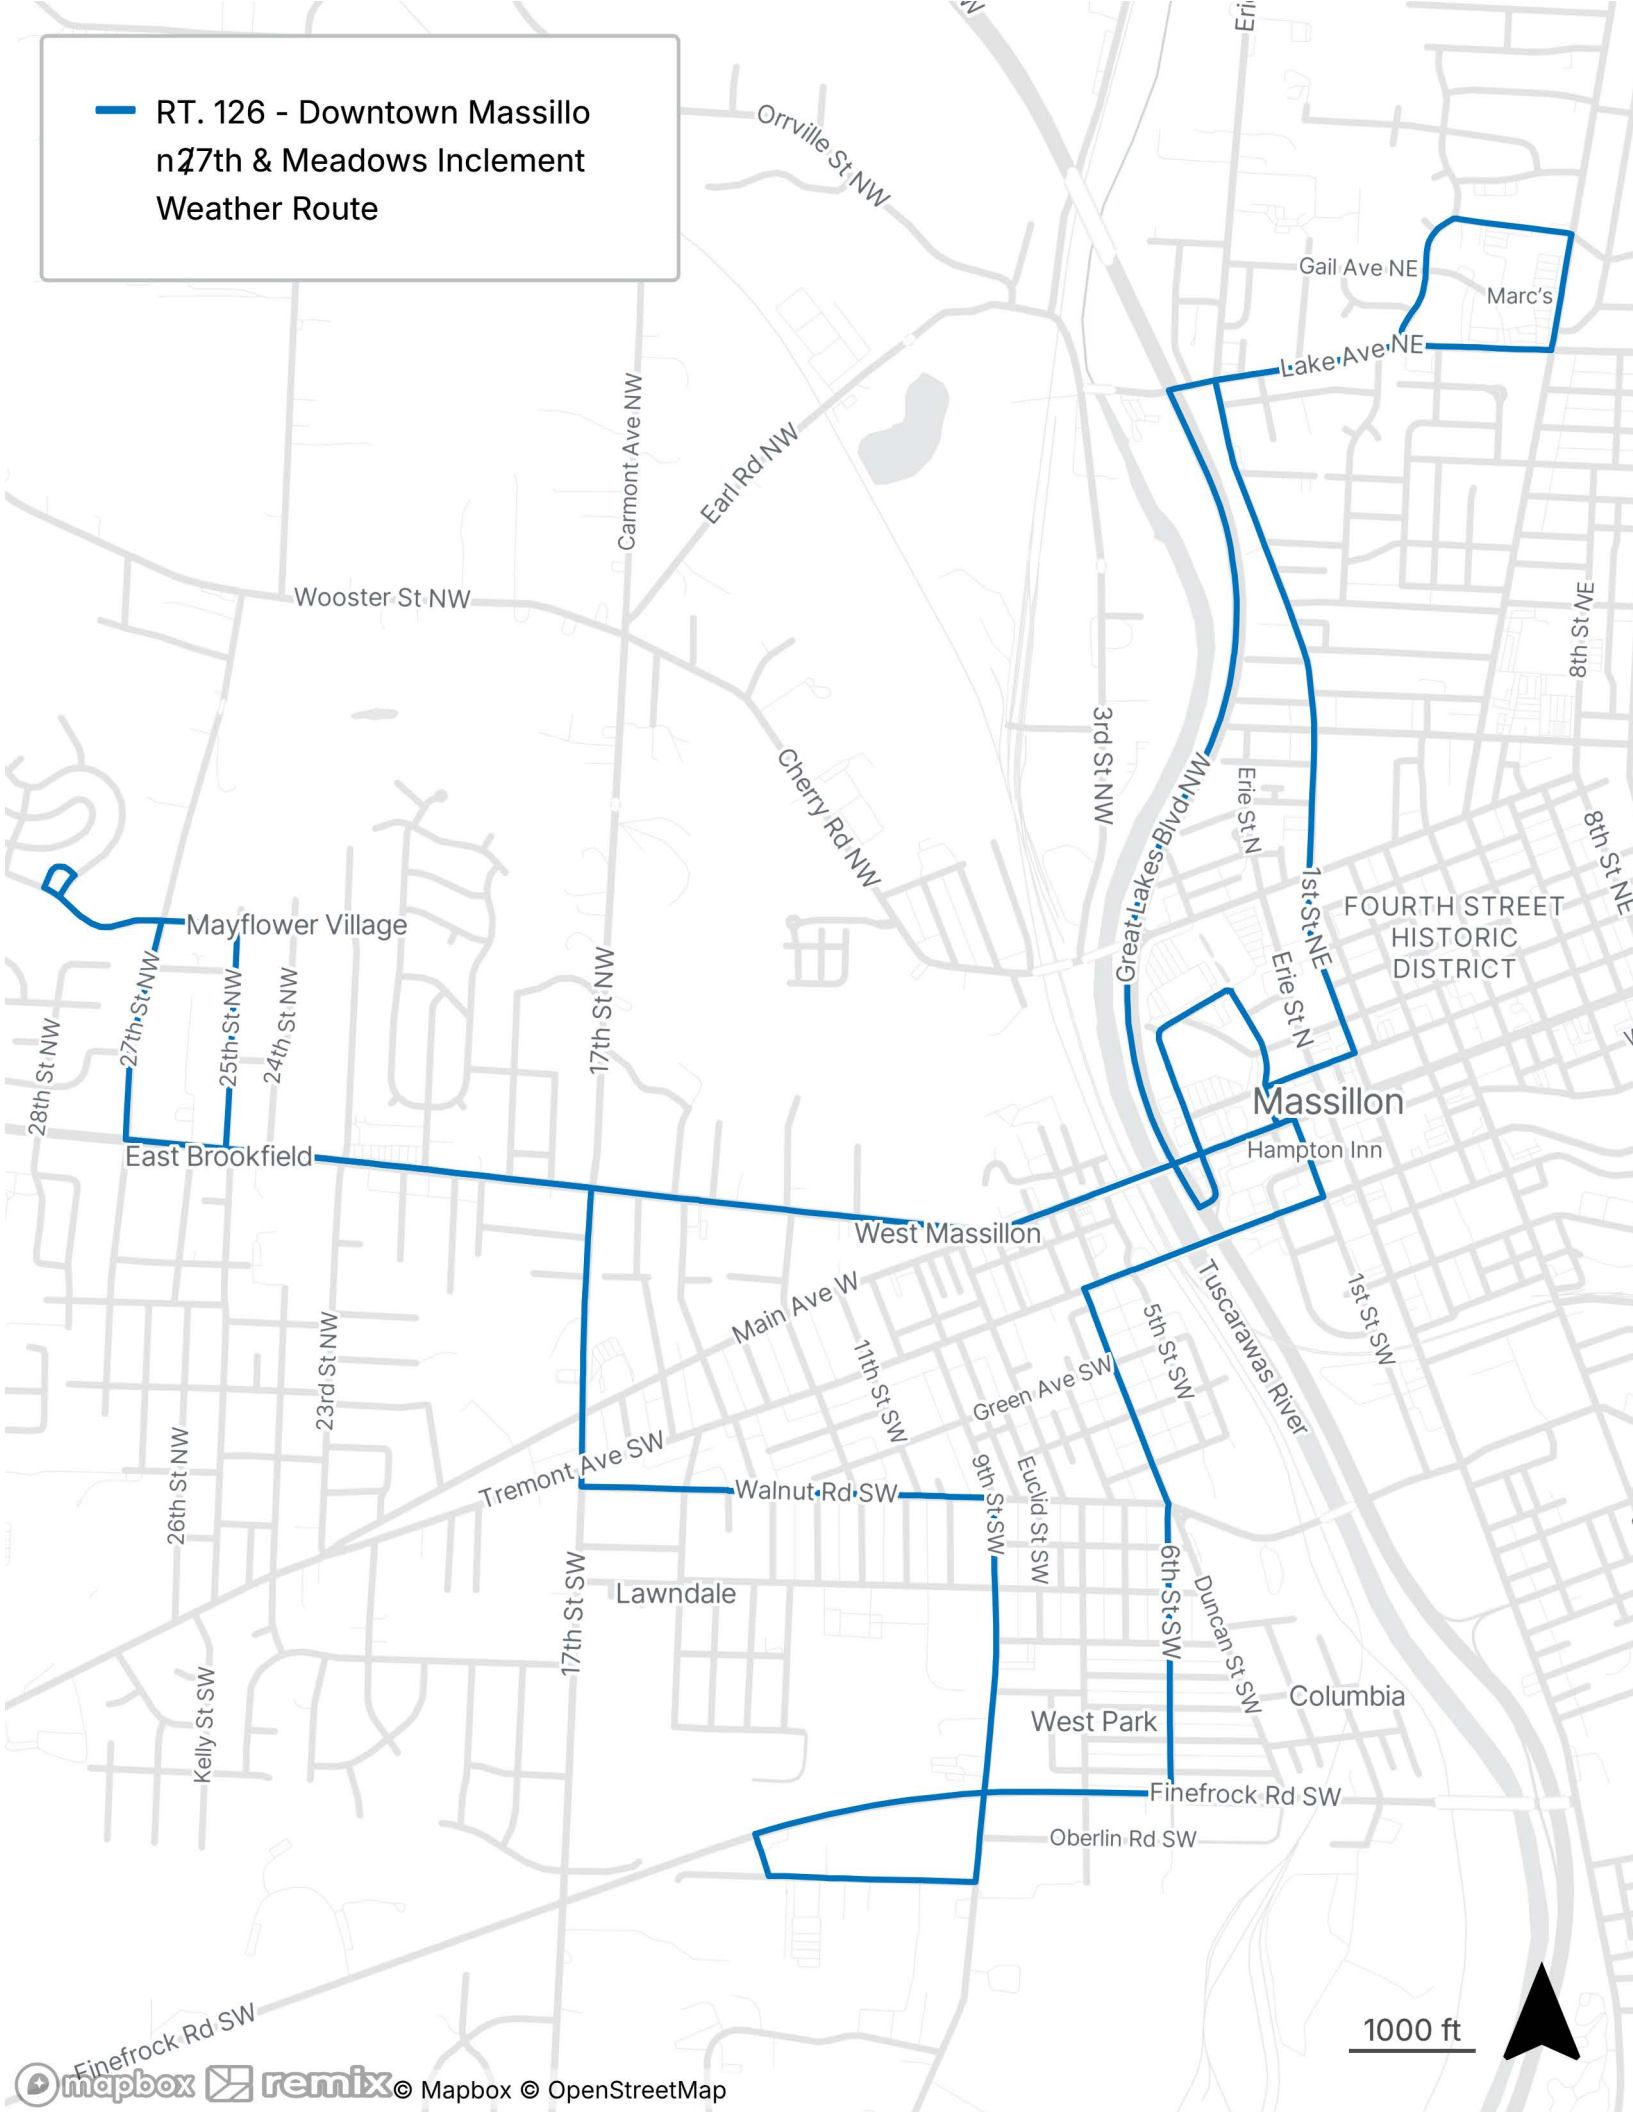 RT. 126 - Downtown Massillo
n/27th & Meadows Inclement
Weather Route
Orrville St NW
Gail Ave NE
Marc's
Lake Ave NE
Carmont Ave NW
Earl Rd NW
Wooster St NW
8th St NE
3rd St NW
Cherry Rd NW
Great Lakes Blvd NW
Erie St N
8th St NE
1st St NE
FOURTH STREET
HISTORIC
DISTRICT
Mayflower Village
27th St NW
25th St NW
24th St NW
28th St NW
17th St NW
Erie St N
Massillon
Hampton Inn
East Brookfield
West Massillon
Main Ave W
Tuscarawas River
1st St SW
5th St SW
23rd St NW
11th St SW
Green Ave SW
26th St NW
Tremont Ave SW
Walnut Rd SW
9th St SW
Euclid St SW
6th St SW
17th St SW
Lawndale
Duncan St SW
Kelly St SW
Columbia
West Park
Finefrock Rd SW
Oberlin Rd SW
Finefrock Rd SW
1000 ft
mapbox remix © Mapbox © OpenStreetMap